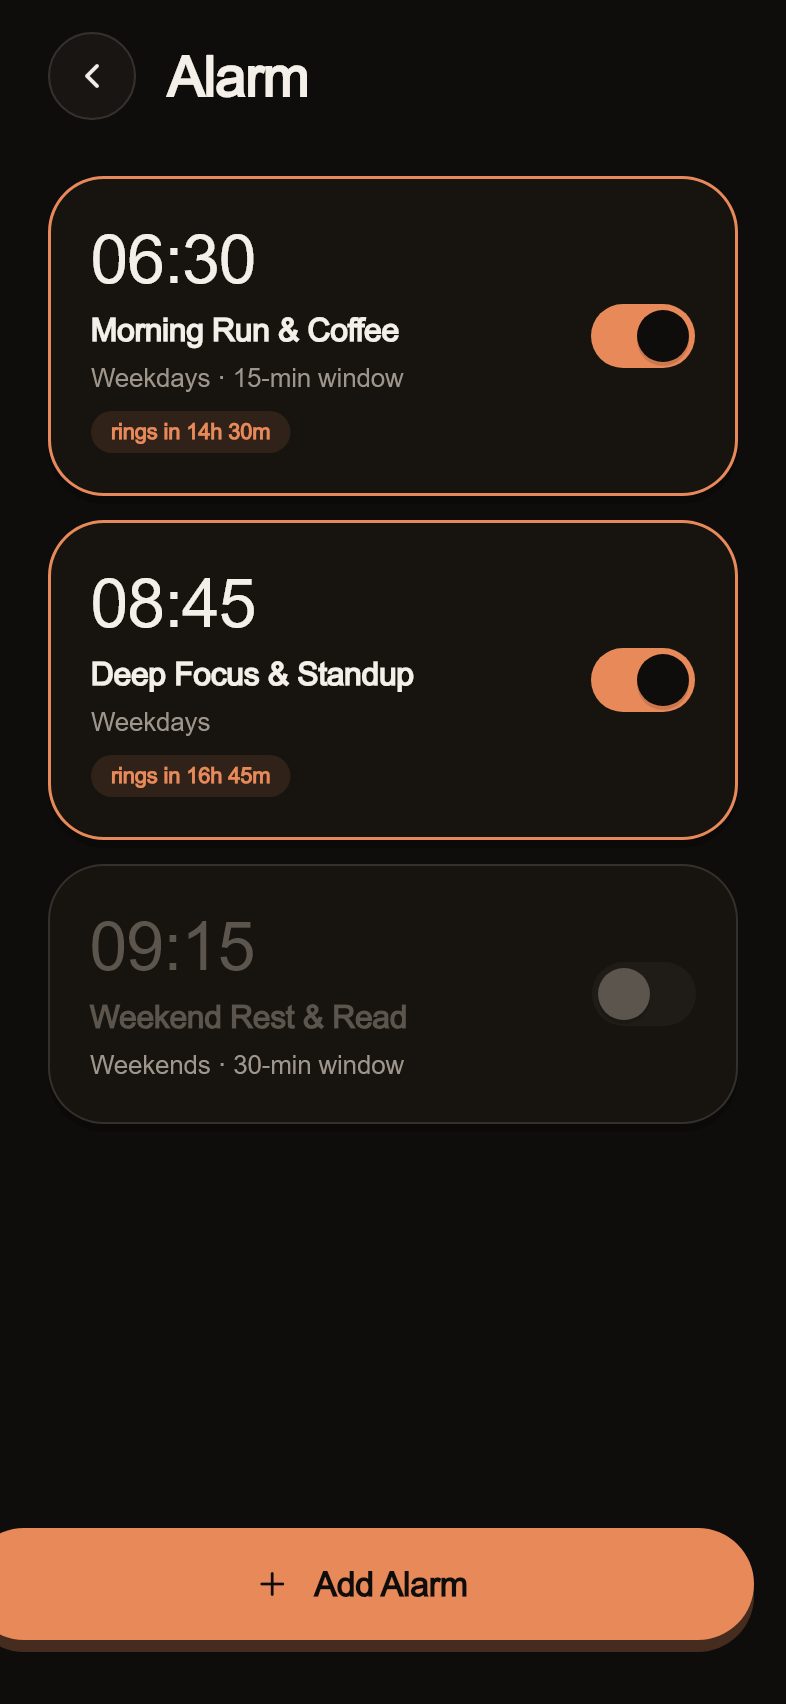 Alarm
06:30
Morning Run & Coffee
Weekdays · 15-min window
rings in 14h 30m
08:45
Deep Focus & Standup
Weekdays
rings in 16h 45m
09:15
Weekend Rest & Read
Weekends · 30-min window
+ Add Alarm